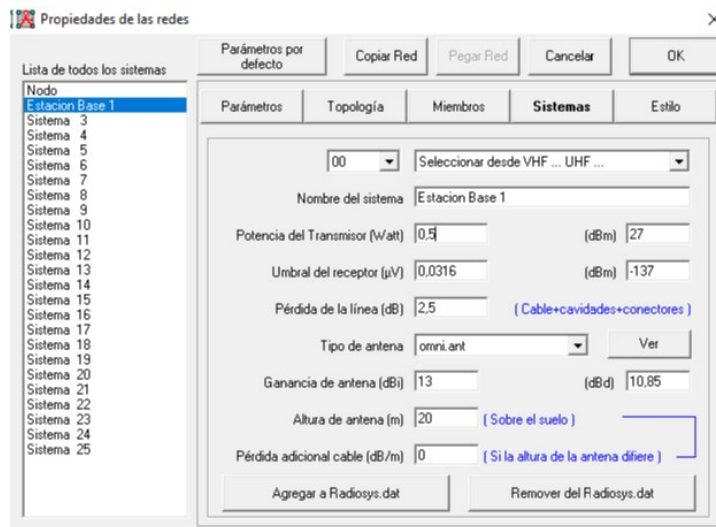 Propiedades de las redes
Parámetros por defecto
Copiar Red
Pegar Red
Cancelar
OK
Lista de todos los sistemas
Nodo
Estacion Base 1
Sistema 3
Sistema 4
Sistema 5
Sistema 6
Sistema 7
Sistema 8
Sistema 9
Sistema 10
Sistema 11
Sistema 12
Sistema 13
Sistema 14
Sistema 15
Sistema 16
Sistema 17
Sistema 18
Sistema 19
Sistema 20
Sistema 21
Sistema 22
Sistema 23
Sistema 24
Sistema 25
Parámetros Topología Miembros Sistemas Estilo
00 Seleccionar desde VHF ... UHF ...
Nombre del sistema Estacion Base 1
Potencia del Transmisor (Watt) 0,5 (dBm) 27
Umbral del receptor (µV) 0,0316 (dBm) -137
Pérdida de la línea (dB) 2,5 ( Cable+cavidades+conectores )
Tipo de antena omni.ant Ver
Ganancia de antena (dBi) 13 (dBd) 10,85
Altura de antena (m) 20 ( Sobre el suelo )
Pérdida adicional cable (dB/m) 0 ( Si la altura de la antena difiere )
Agregar a Radiosys.dat Remover del Radiosys.dat